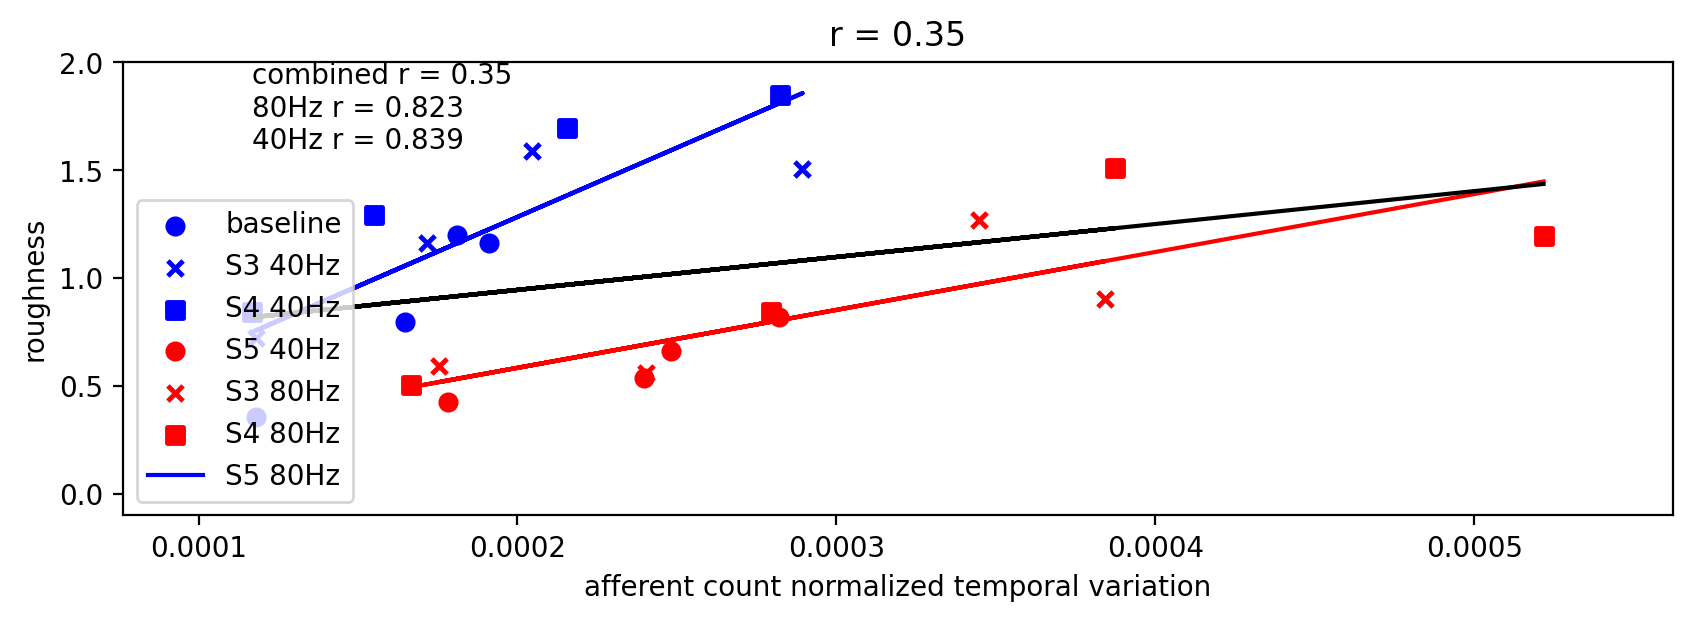 r = 0.35
combined r = 0.35
80Hz r = 0.823
40Hz r = 0.839
2.0
1.5
1.0
0.5
0.0
roughness
baseline
S3 40Hz
S4 40Hz
S5 40Hz
S3 80Hz
S4 80Hz
S5 80Hz
0.0001 0.0002 0.0003 0.0004 0.0005
afferent count normalized temporal variation